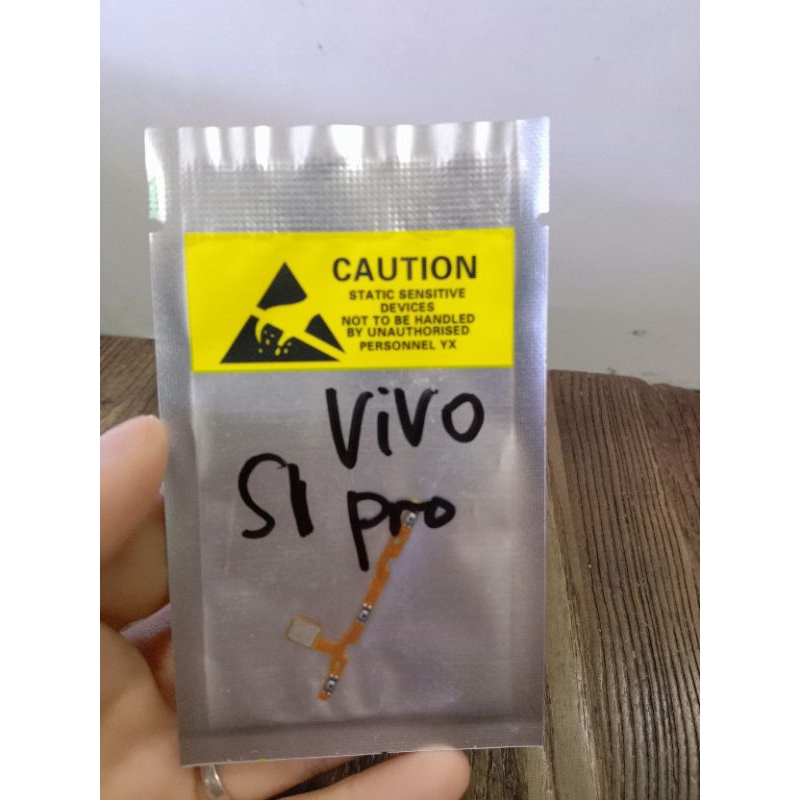 CAUTION
STATIC SENSITIVE
DEVICES
NOT TO BE HANDLED
BY UNAUTHORISED
PERSONNEL YX
ViVo
S1 pro